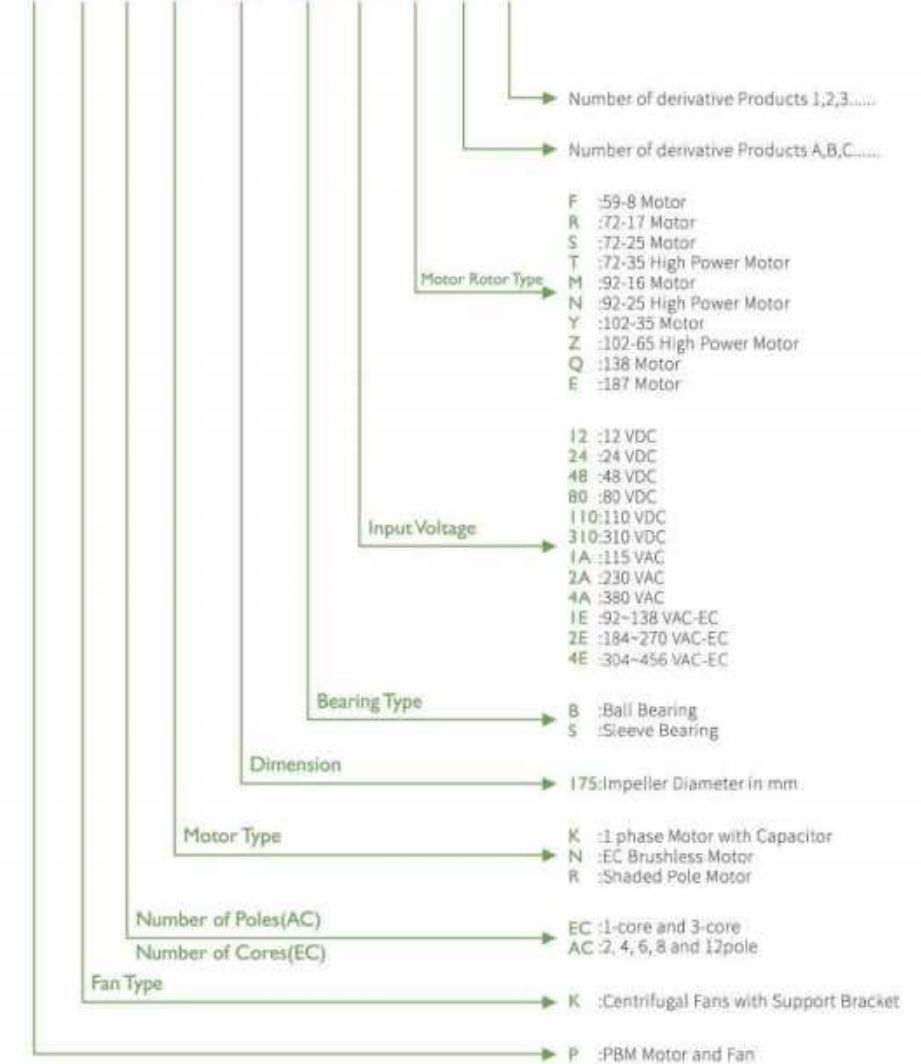 Number of derivative Products 1,2,3......
Number of derivative Products A,B,C......
Motor Rotor Type
F :59-8 Motor
R :72-17 Motor
S :72-25 Motor
T :72-35 High Power Motor
M :92-16 Motor
N :92-25 High Power Motor
Y :102-35 Motor
Z :102-65 High Power Motor
Q :138 Motor
E :187 Motor
Input Voltage
12 :12 VDC
24 :24 VDC
48 :48 VDC
80 :80 VDC
110:110 VDC
310:310 VDC
1A :115 VAC
2A :230 VAC
4A :380 VAC
1E :92~138 VAC-EC
2E :184~270 VAC-EC
4E :304~456 VAC-EC
Bearing Type
B :Ball Bearing
S :Sleeve Bearing
Dimension
175:Impeller Diameter in mm
Motor Type
K :1 phase Motor with Capacitor
N :EC Brushless Motor
R :Shaded Pole Motor
Number of Poles(AC)
Number of Cores(EC)
EC :1-core and 3-core
AC :2, 4, 6, 8 and 12pole
Fan Type
K :Centrifugal Fans with Support Bracket
P :PBM Motor and Fan